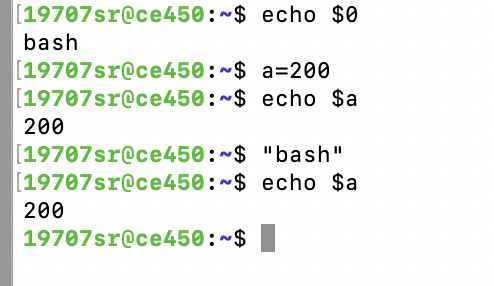 [19707sr@ce450:~$ echo $0
bash
[19707sr@ce450:~$ a=200
[19707sr@ce450:~$ echo $a
200
[19707sr@ce450:~$ "bash"
[19707sr@ce450:~$ echo $a
200
19707sr@ce450:~$